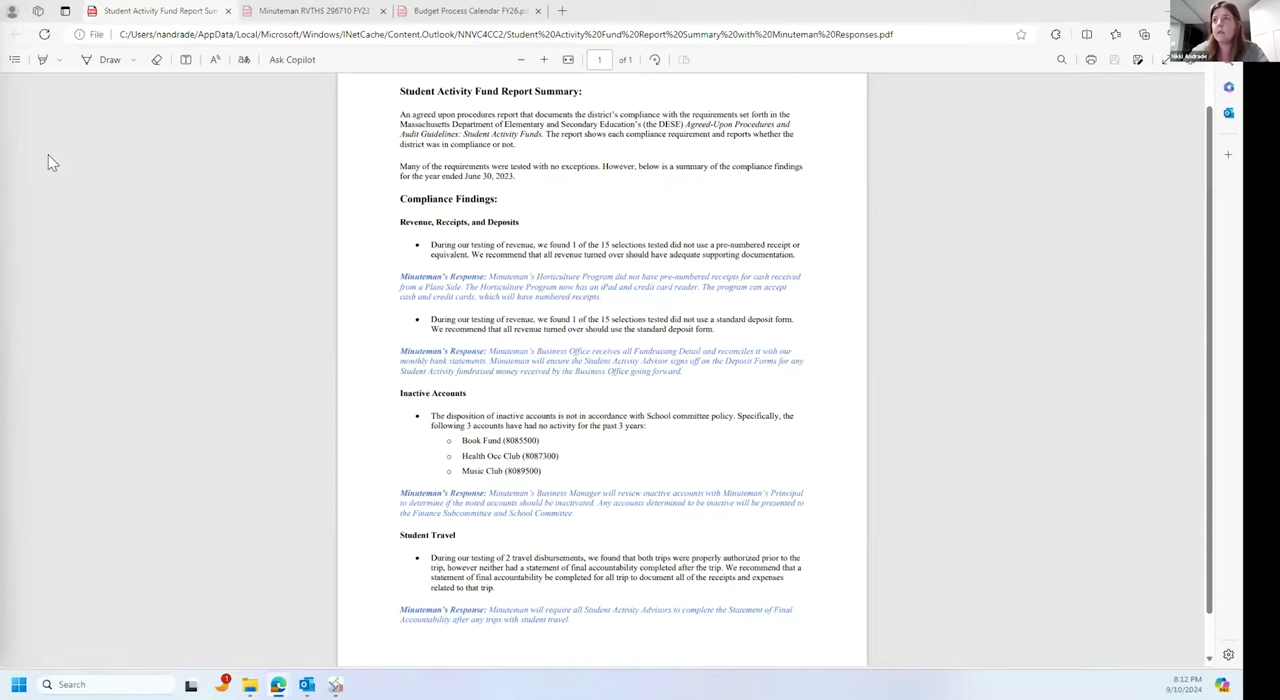 Student Activity Fund Report Sum
Minuteman RVTHS 296710 FY23
Budget Process Calendar FY26.p
File
C:/Users/nandrade/AppData/Local/Microsoft/Windows/INetCache/Content.Outlook/NNVC4CC2/Student%20Activity%20Fund%20Report%20Summary%20with%20Minuteman%20Responses.pdf
Draw
Ask Copilot
1 of 1
Nikki Andrade
Student Activity Fund Report Summary:
An agreed upon procedures report that documents the district's compliance with the requirements set forth in the
Massachusetts Department of Elementary and Secondary Education's (the DESE) Agreed-Upon Procedures and
Audit Guidelines: Student Activity Funds. The report shows each compliance requirement and reports whether the
district was in compliance or not.
Many of the requirements were tested with no exceptions. However, below is a summary of the compliance findings
for the year ended June 30, 2023.
Compliance Findings:
Revenue, Receipts, and Deposits
• During our testing of revenue, we found 1 of the 15 selections tested did not use a pre-numbered receipt or
equivalent. We recommend that all revenue turned over should have adequate supporting documentation.
Minuteman's Response: Minuteman's Horticulture Program did not have pre-numbered receipts for cash received
from a Plant Sale. The Horticulture Program now has an iPad and credit card reader. The program can accept
cash and credit cards, which will have numbered receipts.
• During our testing of revenue, we found 1 of the 15 selections tested did not use a standard deposit form.
We recommend that all revenue turned over should use the standard deposit form.
Minuteman's Response: Minuteman's Business Office receives all Fundraising Detail and reconciles it with our
monthly bank statements. Minuteman will ensure the Student Activity Advisor signs off on the Deposit Forms for any
Student Activity fundraised money received by the Business Office going forward.
Inactive Accounts
• The disposition of inactive accounts is not in accordance with School committee policy. Specifically, the
following 3 accounts have had no activity for the past 3 years:
o Book Fund (8085500)
o Health Occ Club (8087300)
o Music Club (8089500)
Minuteman's Response: Minuteman's Business Manager will review inactive accounts with Minuteman's Principal
to determine if the noted accounts should be inactivated. Any accounts determined to be inactive will be presented to
the Finance Subcommittee and School Committee
Student Travel
• During our testing of 2 travel disbursements, we found that both trips were properly authorized prior to the
trip, however neither had a statement of final accountability completed after the trip. We recommend that a
statement of final accountability be completed for all trip to document all of the receipts and expenses
related to that trip.
Minuteman's Response: Minuteman will require all Student Activity Advisors to complete the Statement of Final
Accountability after any trips with student travel.
Search
1
8:12 PM
9/10/2024